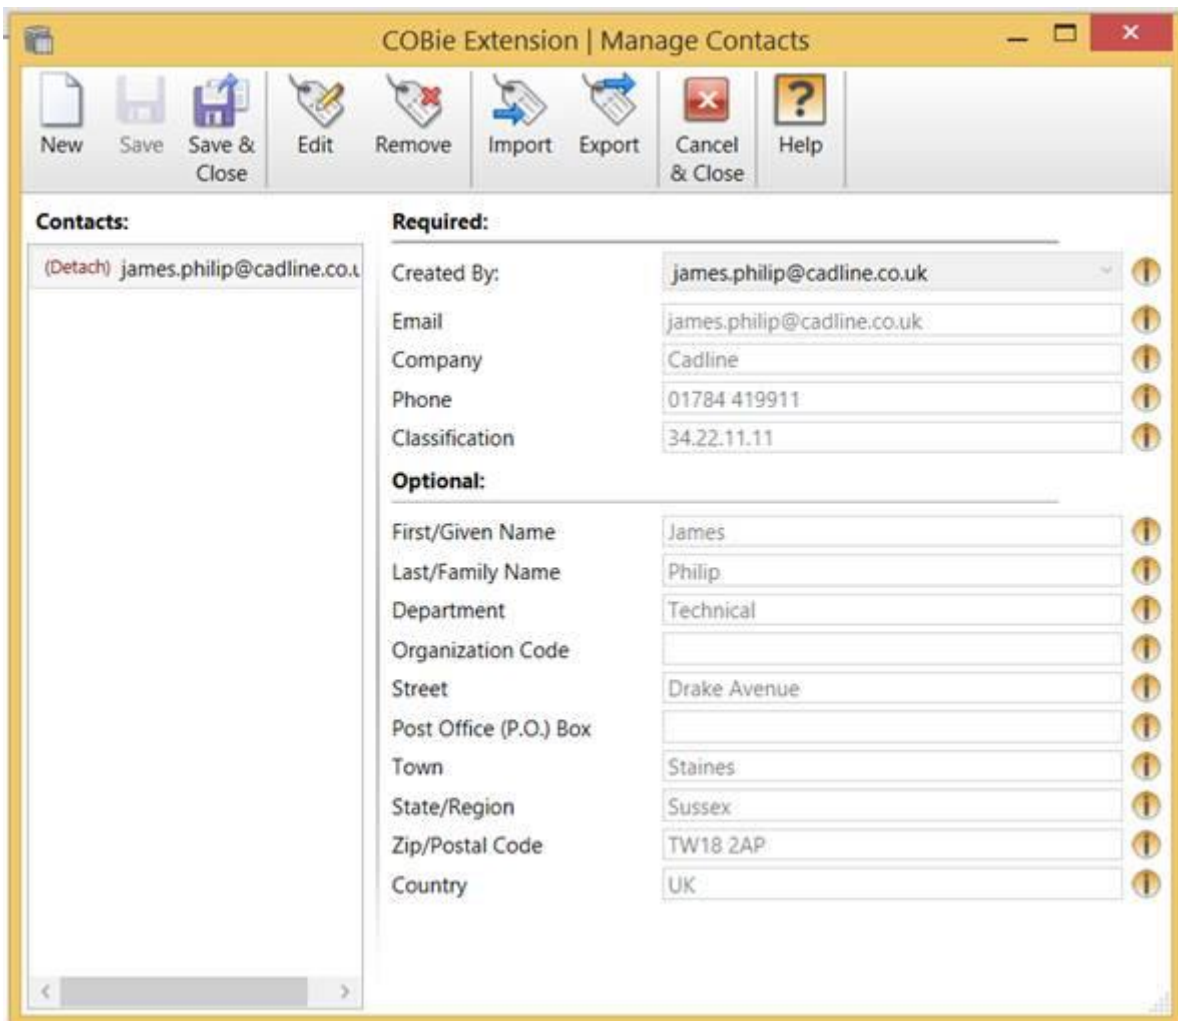 COBie Extension | Manage Contacts
New Save Save & Close Edit Remove Import Export Cancel & Close Help
Contacts:
(Detach) james.philip@cadline.co.u
Required:
Created By: james.philip@cadline.co.uk
Email james.philip@cadline.co.uk
Company Cadline
Phone 01784 419911
Classification 34.22.11.11
Optional:
First/Given Name James
Last/Family Name Philip
Department Technical
Organization Code
Street Drake Avenue
Post Office (P.O.) Box
Town Staines
State/Region Sussex
Zip/Postal Code TW18 2AP
Country UK